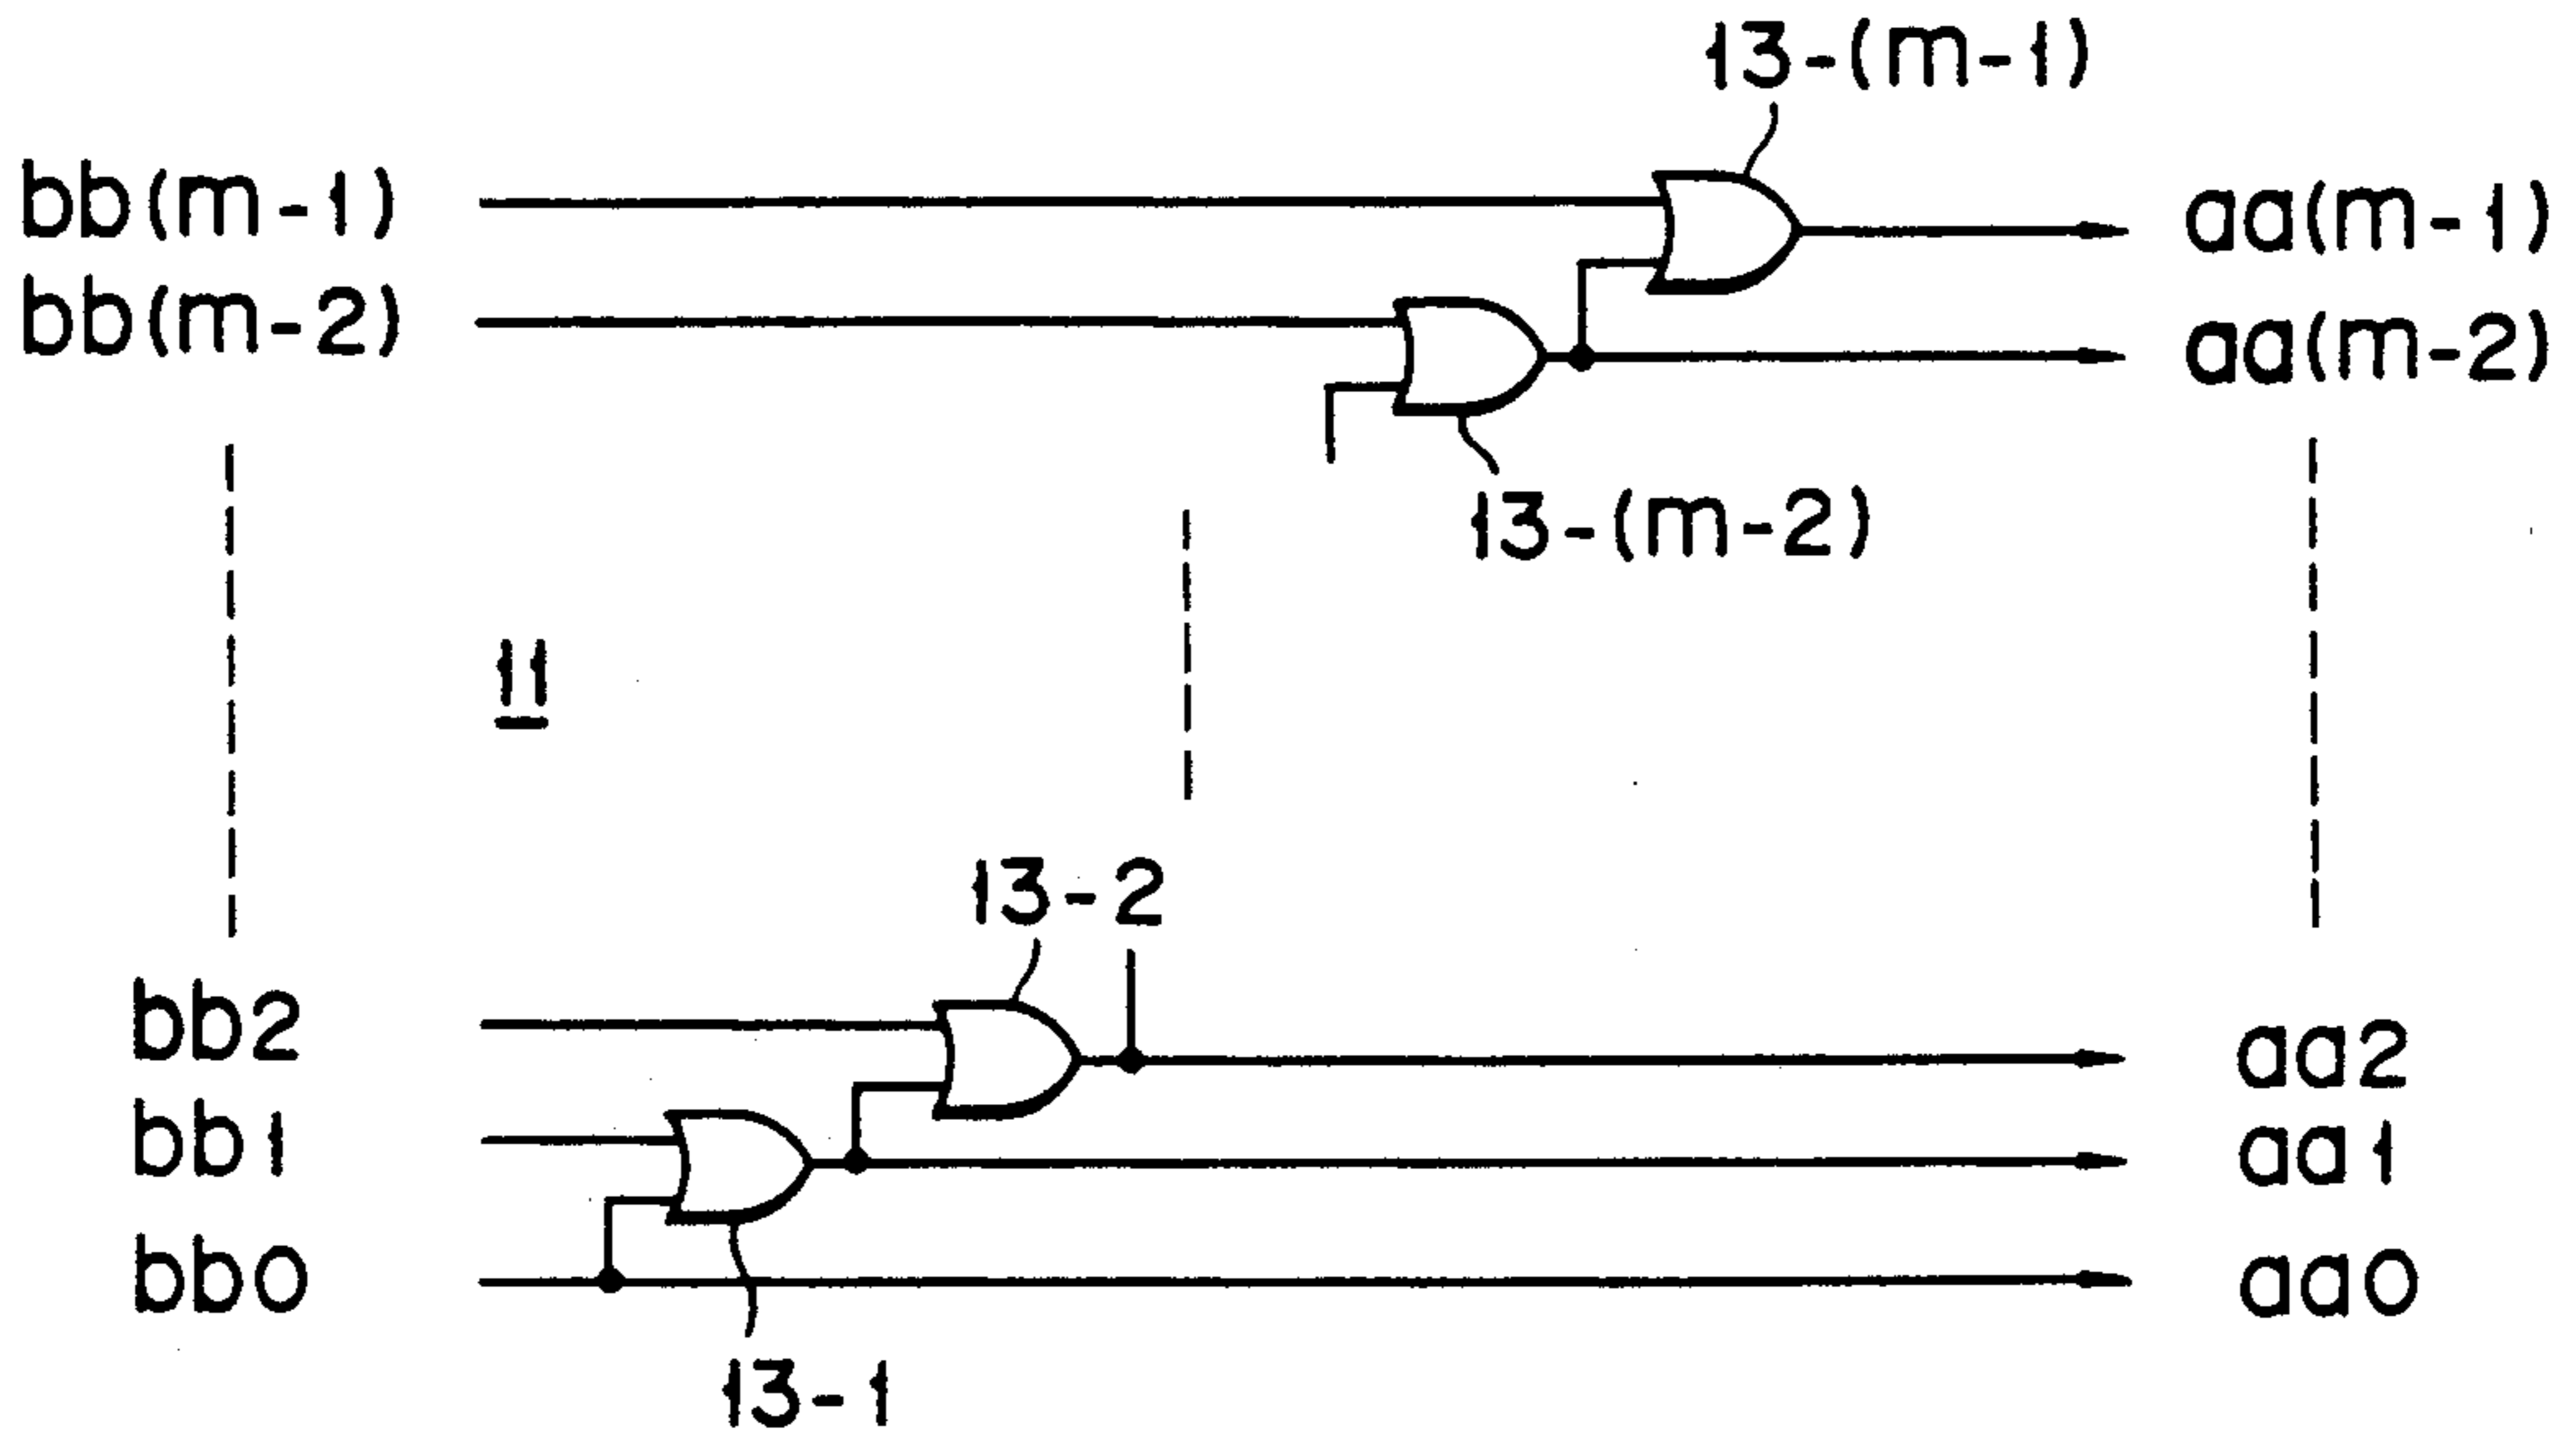 13-(m-1)
bb(m-1)
aa(m-1)
bb(m-2)
aa(m-2)
13-(m-2)
11
13-2
bb2
aa2
bb1
aa1
bb0
aa0
13-1